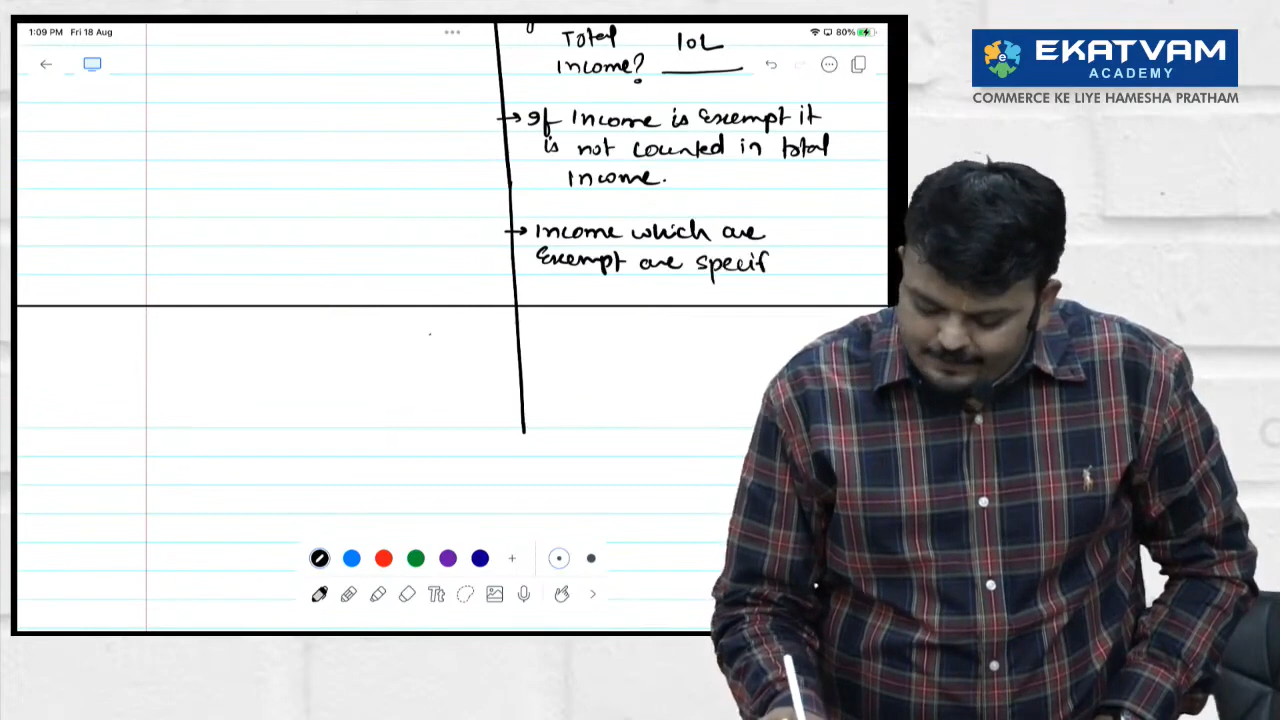 1:09 PM Fri 18 Aug
80%
EKATVAM
ACADEMY
COMMERCE KE LIYE HAMESHA PRATHAM
Total 10L
Income?
→ If Income is Exempt it
is not counted in total
Income.
→ Income which are
Exempt are specif
Tt